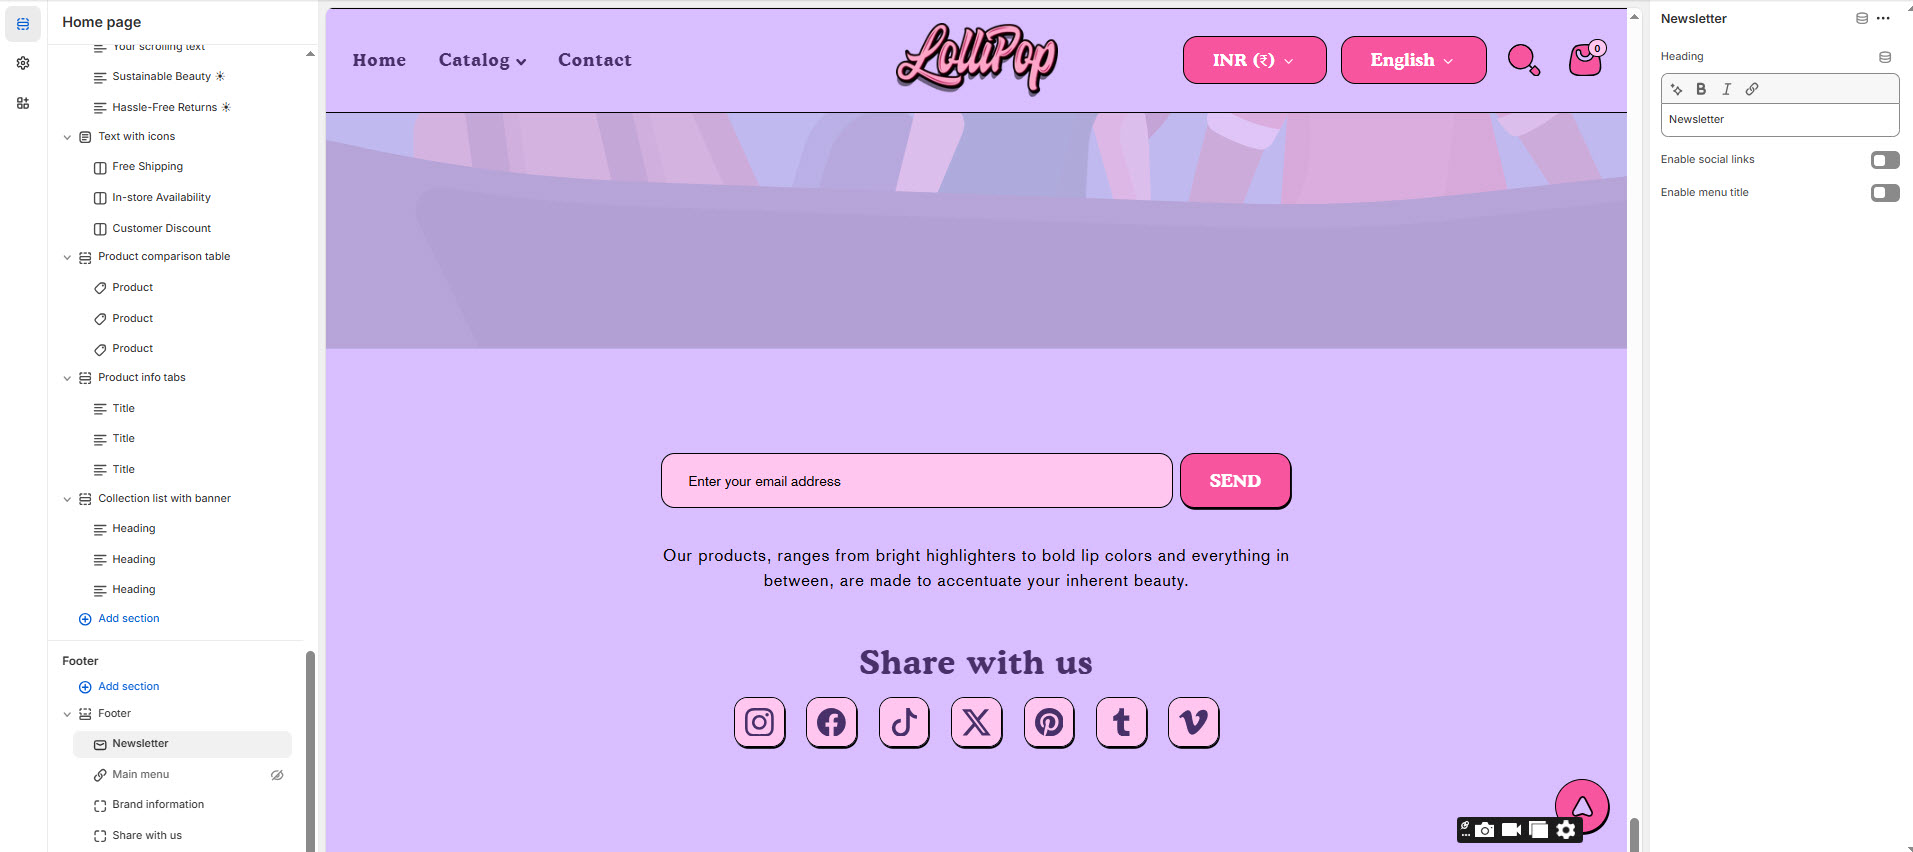 Home page
Your scrolling text
Sustainable Beauty ☀
Hassle-Free Returns ☀
Text with icons
Free Shipping
In-store Availability
Customer Discount
Product comparison table
Product
Product
Product
Product info tabs
Title
Title
Title
Collection list with banner
Heading
Heading
Heading
Add section
Footer
Add section
Footer
Newsletter
Main menu
Brand information
Share with us
Home
Catalog
Contact
LolliPop
INR (₹)
English
0
Enter your email address
SEND
Our products, ranges from bright highlighters to bold lip colors and everything in
between, are made to accentuate your inherent beauty.
Share with us
Newsletter
Heading
B I
Newsletter
Enable social links
Enable menu title